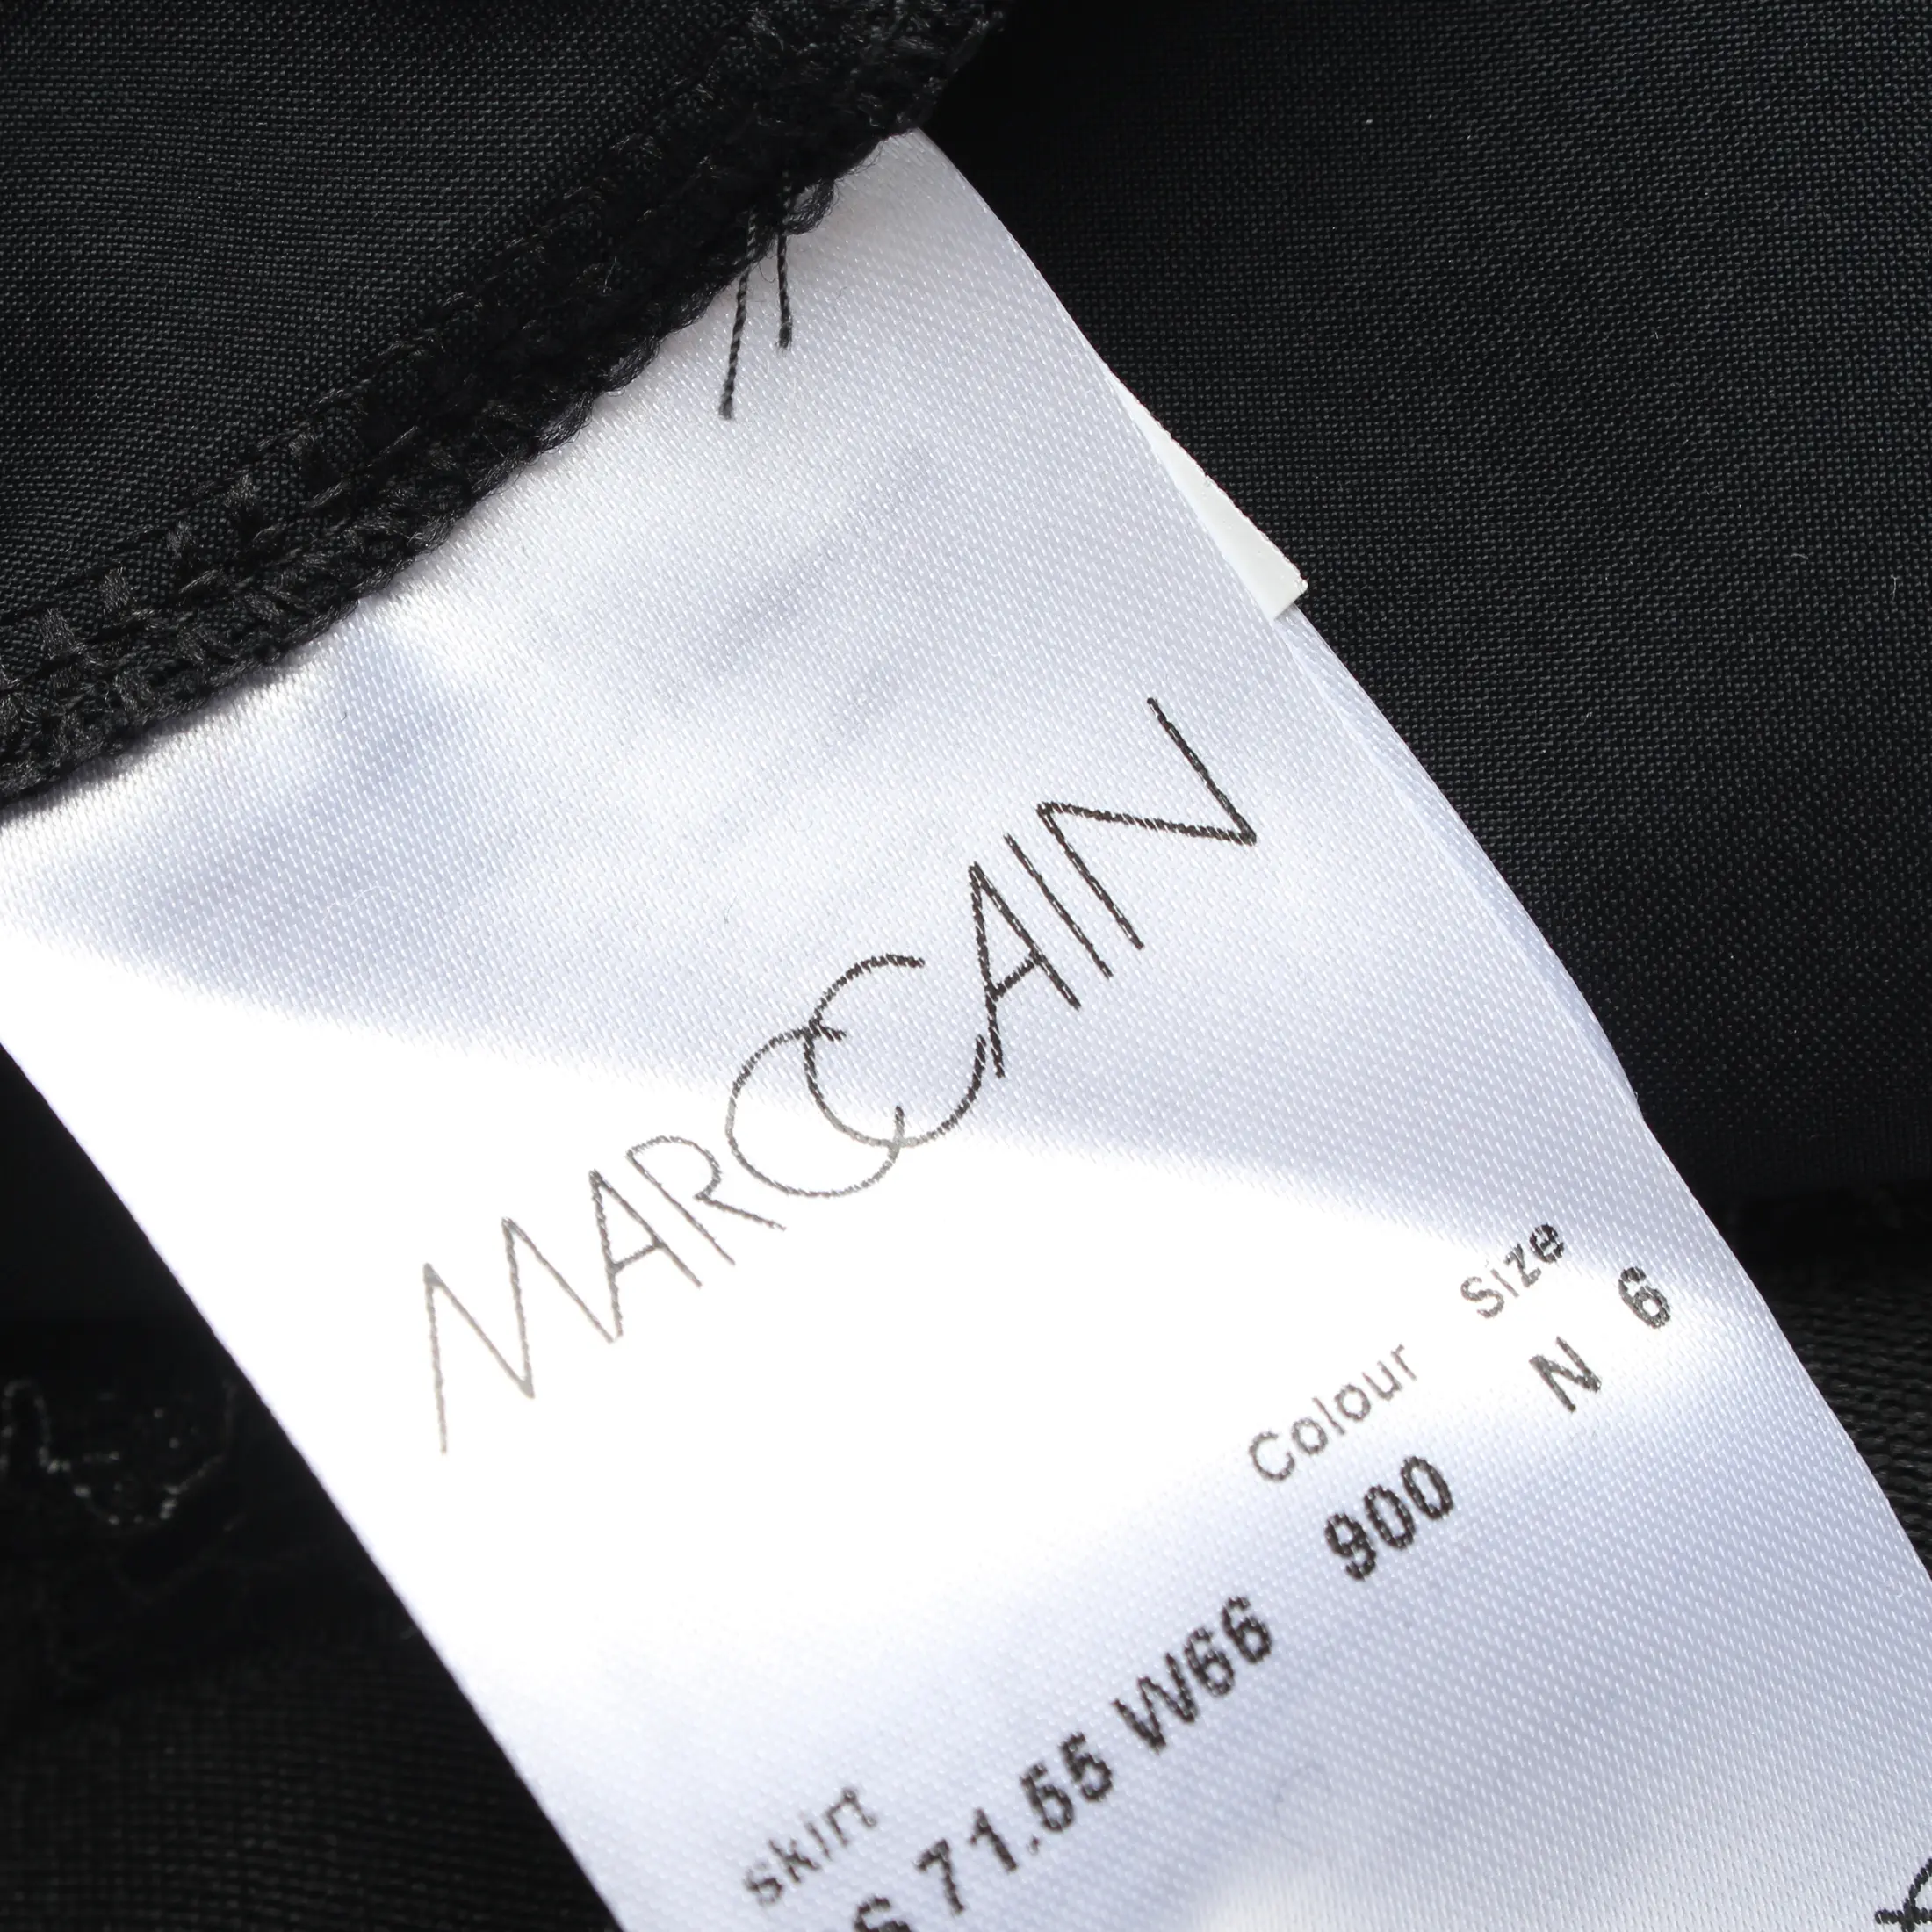 MARCCAIN
skirt Colour Size
S 71.55 W66 900 N 6